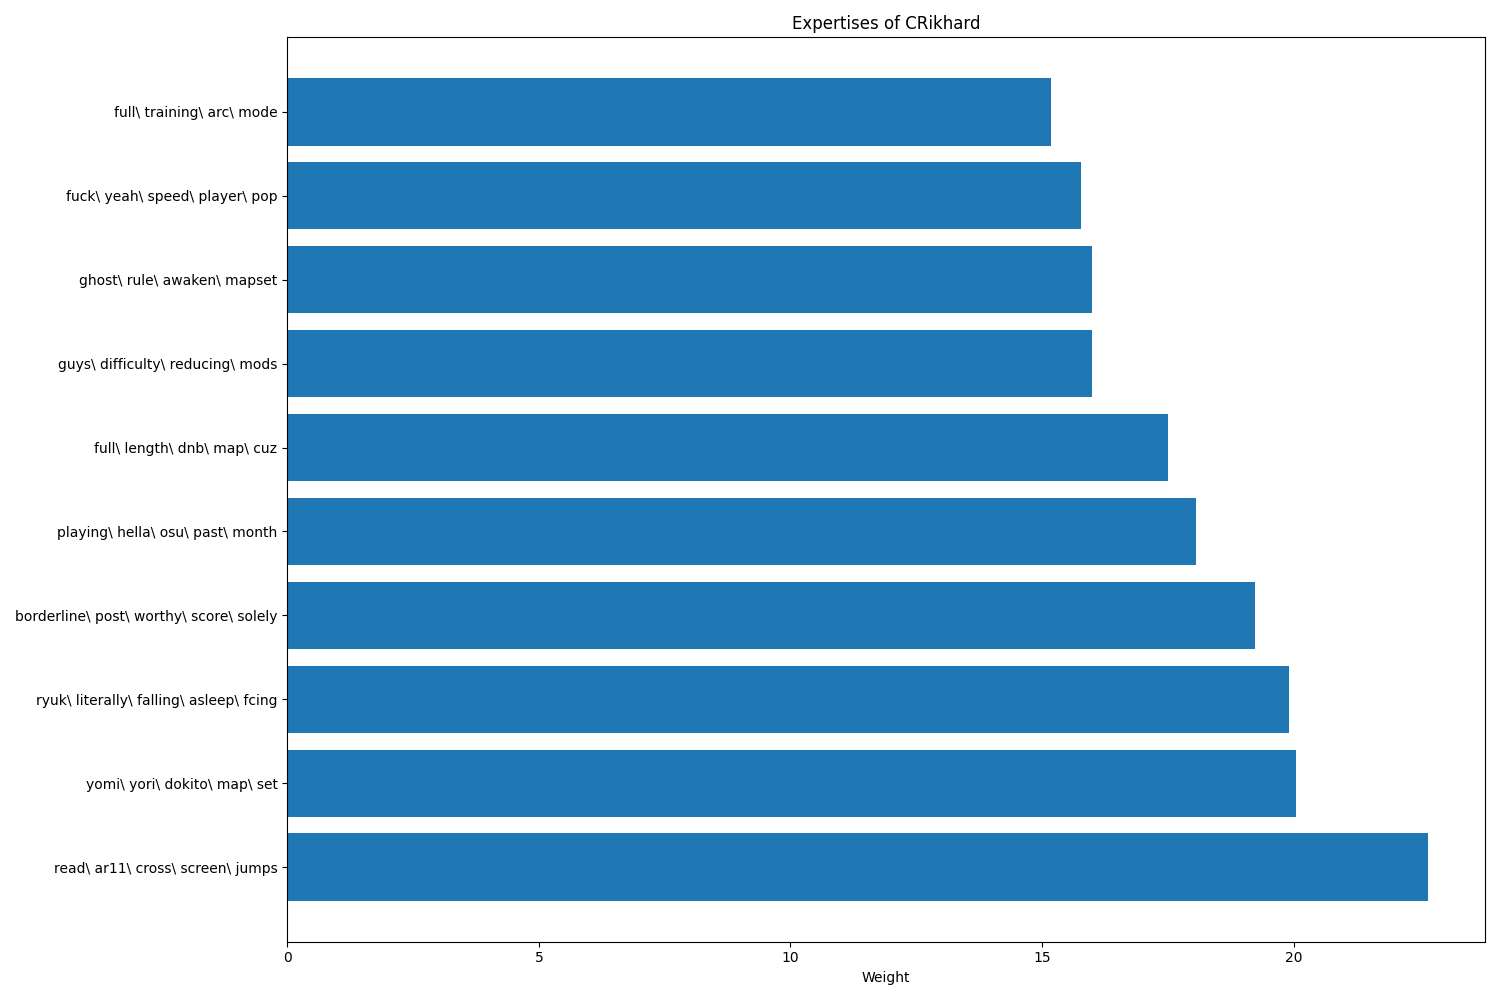 Expertises of CRikhard
full\ training\ arc\ mode
fuck\ yeah\ speed\ player\ pop
ghost\ rule\ awaken\ mapset
guys\ difficulty\ reducing\ mods
full\ length\ dnb\ map\ cuz
playing\ hella\ osu\ past\ month
borderline\ post\ worthy\ score\ solely
ryuk\ literally\ falling\ asleep\ fcing
yomi\ yori\ dokito\ map\ set
read\ ar11\ cross\ screen\ jumps
0 5 10 15 20
Weight